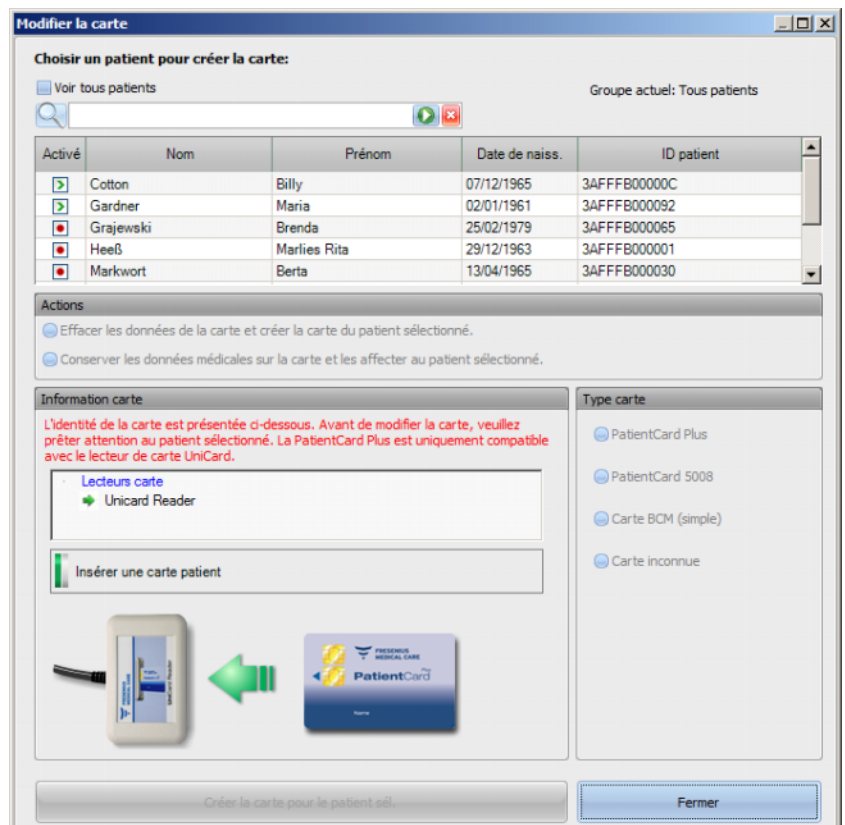 Modifier la carte
Choisir un patient pour créer la carte:
Voir tous patients
Groupe actuel: Tous patients
Activé Nom Prénom Date de naiss. ID patient
Cotton Billy 07/12/1965 3AFFFB00000C
Gardner Maria 02/01/1961 3AFFFB000092
Grajewski Brenda 25/02/1979 3AFFFB000065
Heeß Marlies Rita 29/12/1963 3AFFFB000001
Markwort Berta 13/04/1965 3AFFFB000030
Actions
Effacer les données de la carte et créer la carte du patient sélectionné.
Conserver les données médicales sur la carte et les affecter au patient sélectionné.
Information carte
L'identité de la carte est présentée ci-dessous. Avant de modifier la carte, veuillez
prêter attention au patient sélectionné. La PatientCard Plus est uniquement compatible
avec le lecteur de carte UniCard.
Lecteurs carte
Unicard Reader
Insérer une carte patient
FRESENIUS
MEDICAL CARE
UNICard Reader
FRESENIUS
MEDICAL CARE
Plus
PatientCard
Name
Type carte
PatientCard Plus
PatientCard 5008
Carte BCM (simple)
Carte inconnue
Créer la carte pour le patient sél.
Fermer